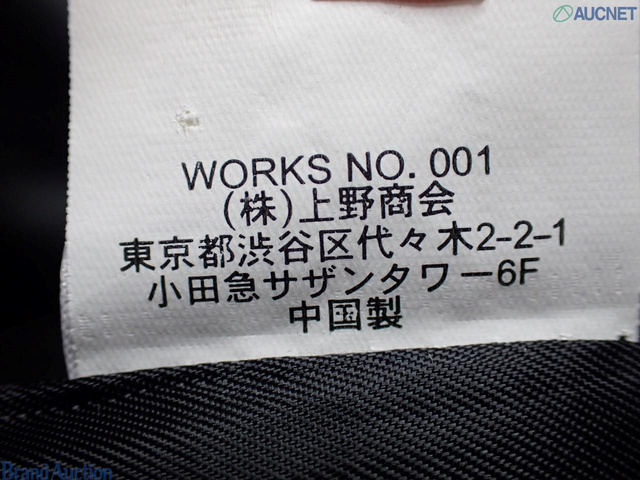 AUCNET
WORKS NO. 001
(株)上野商会
東京都渋谷区代々木2-2-1
小田急サザンタワー6F
中国製
Brand Auction